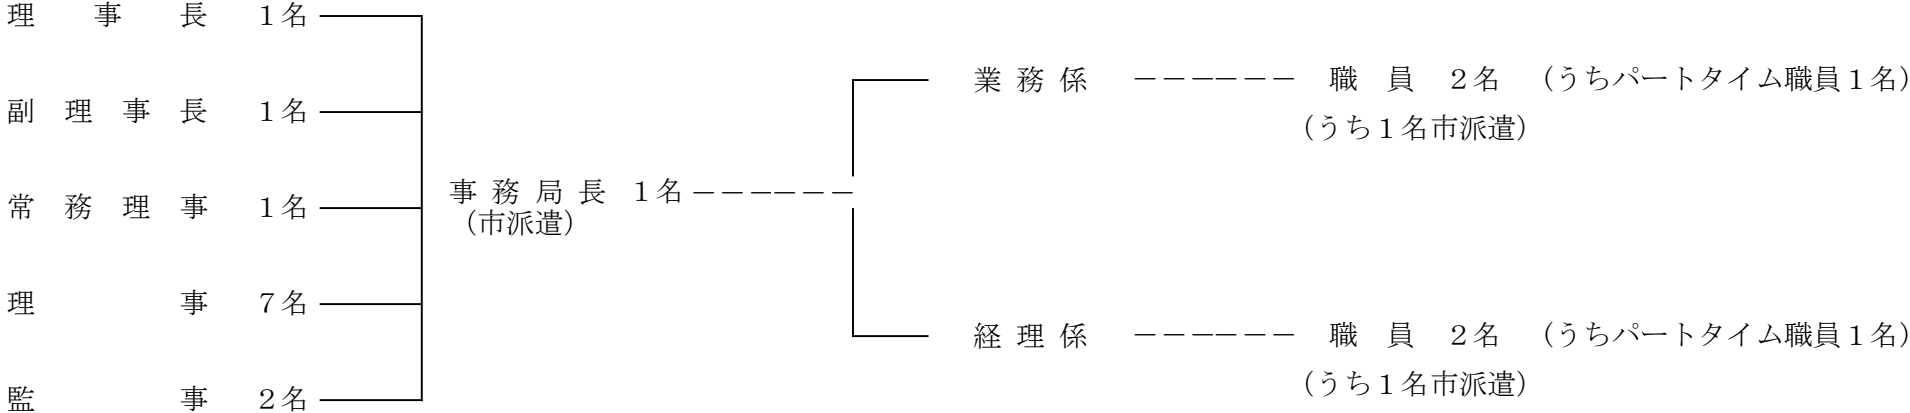 理事長 1名
副理事長 1名
常務理事 1名
理事 7名
監事 2名
事務局長 1名 ------
（市派遣）
業務係 ------ 職員 2名 （うちパートタイム職員1名）
（うち1名市派遣）
経理係 ------ 職員 2名 （うちパートタイム職員1名）
（うち1名市派遣）